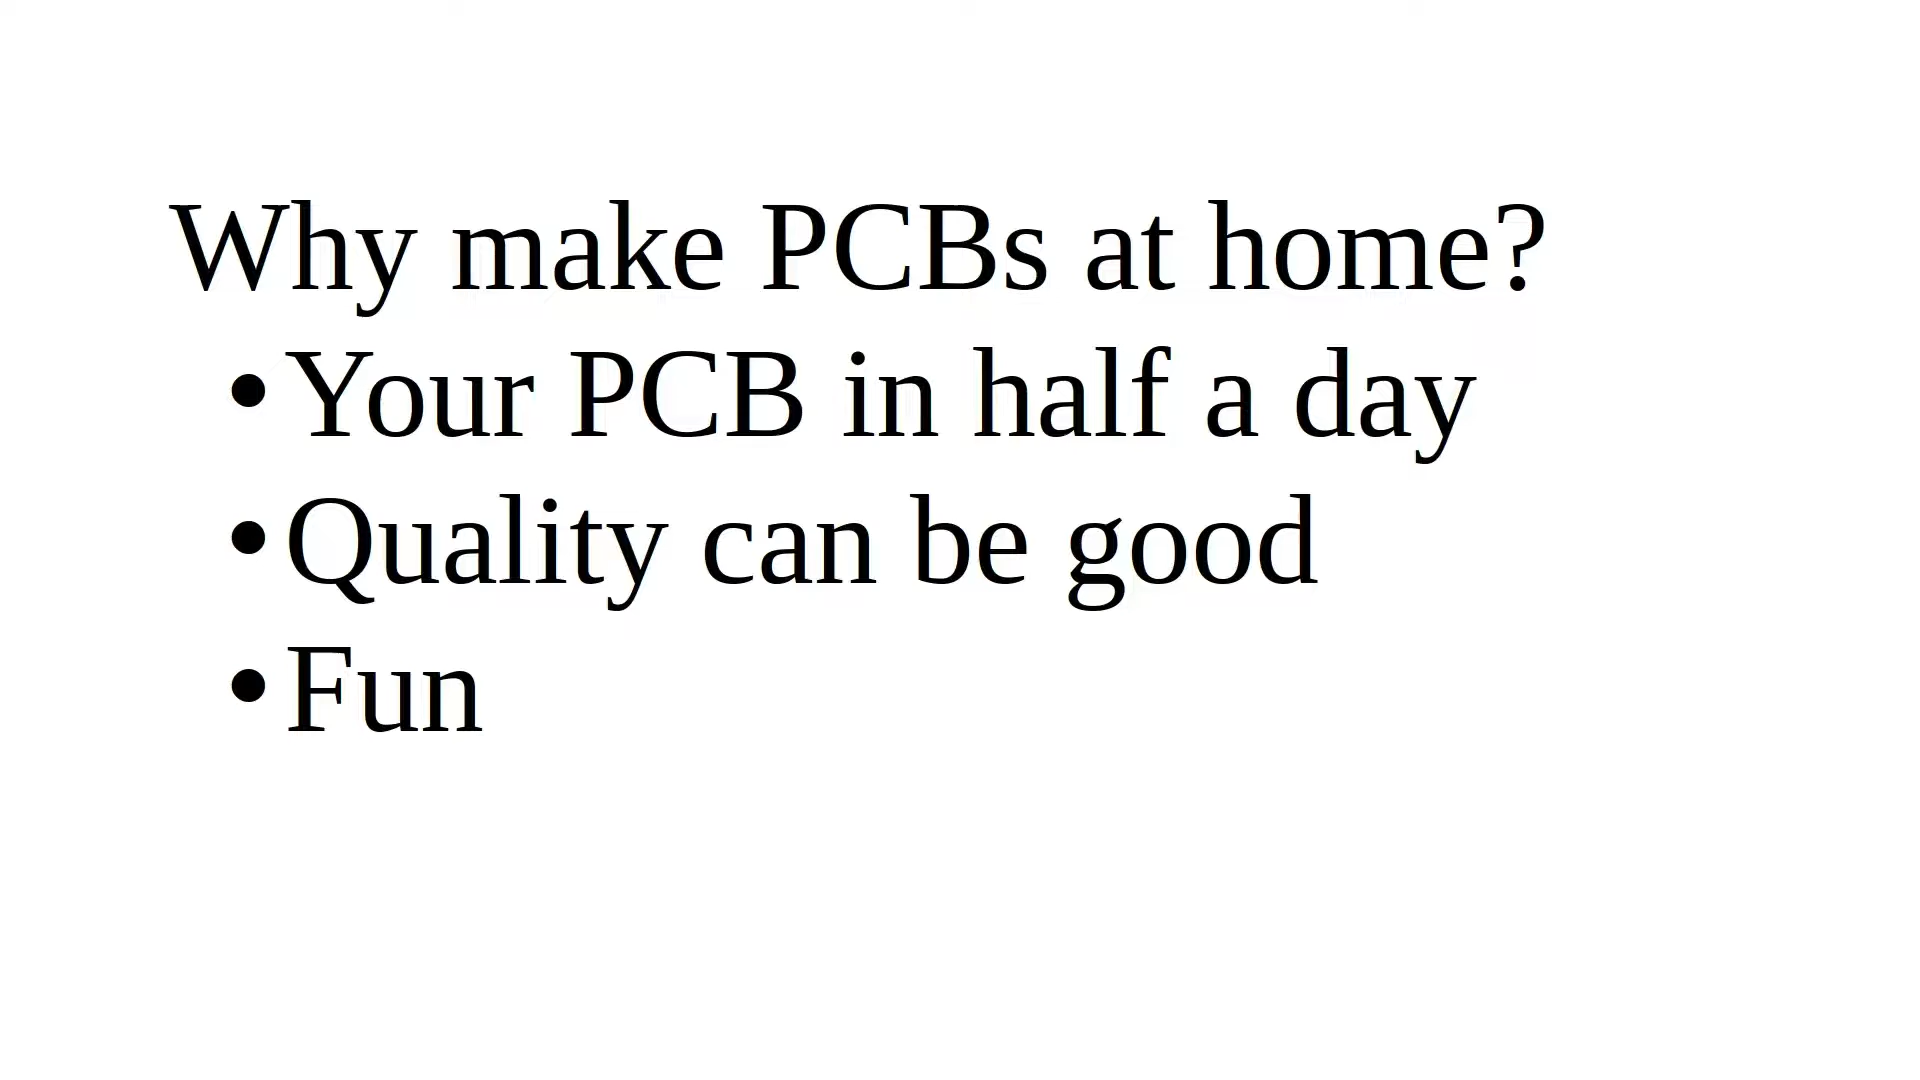 Why make PCBs at home?
• Your PCB in half a day
• Quality can be good
• Fun